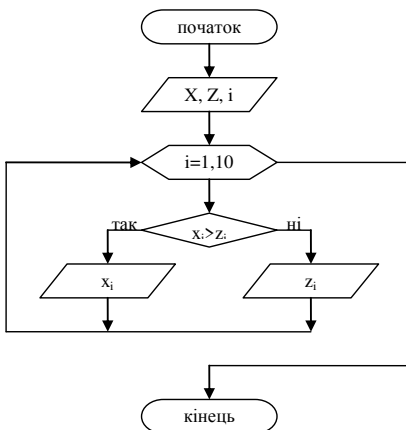 початок
X, Z, i
i=1,10
так
xᵢ>zᵢ
ні
xᵢ
zᵢ
кінець